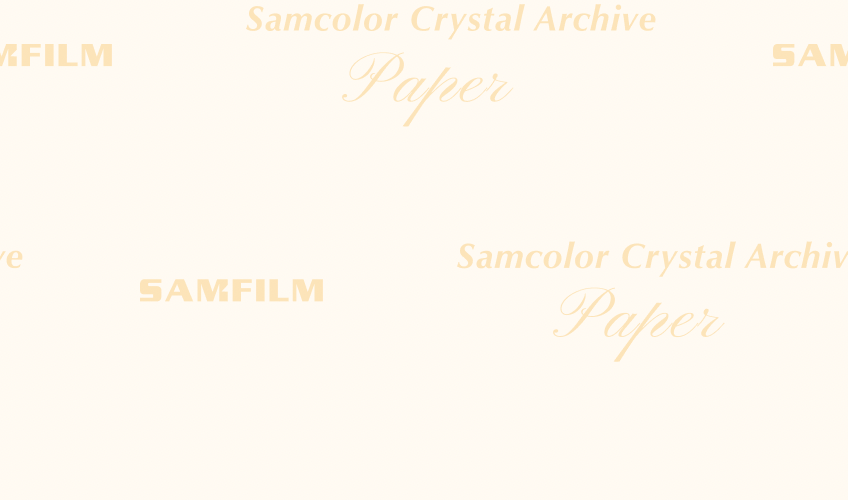 Samcolor Crystal Archive
MFILM
SAM
Paper
ve
Samcolor Crystal Archiv
SAMFILM
Paper